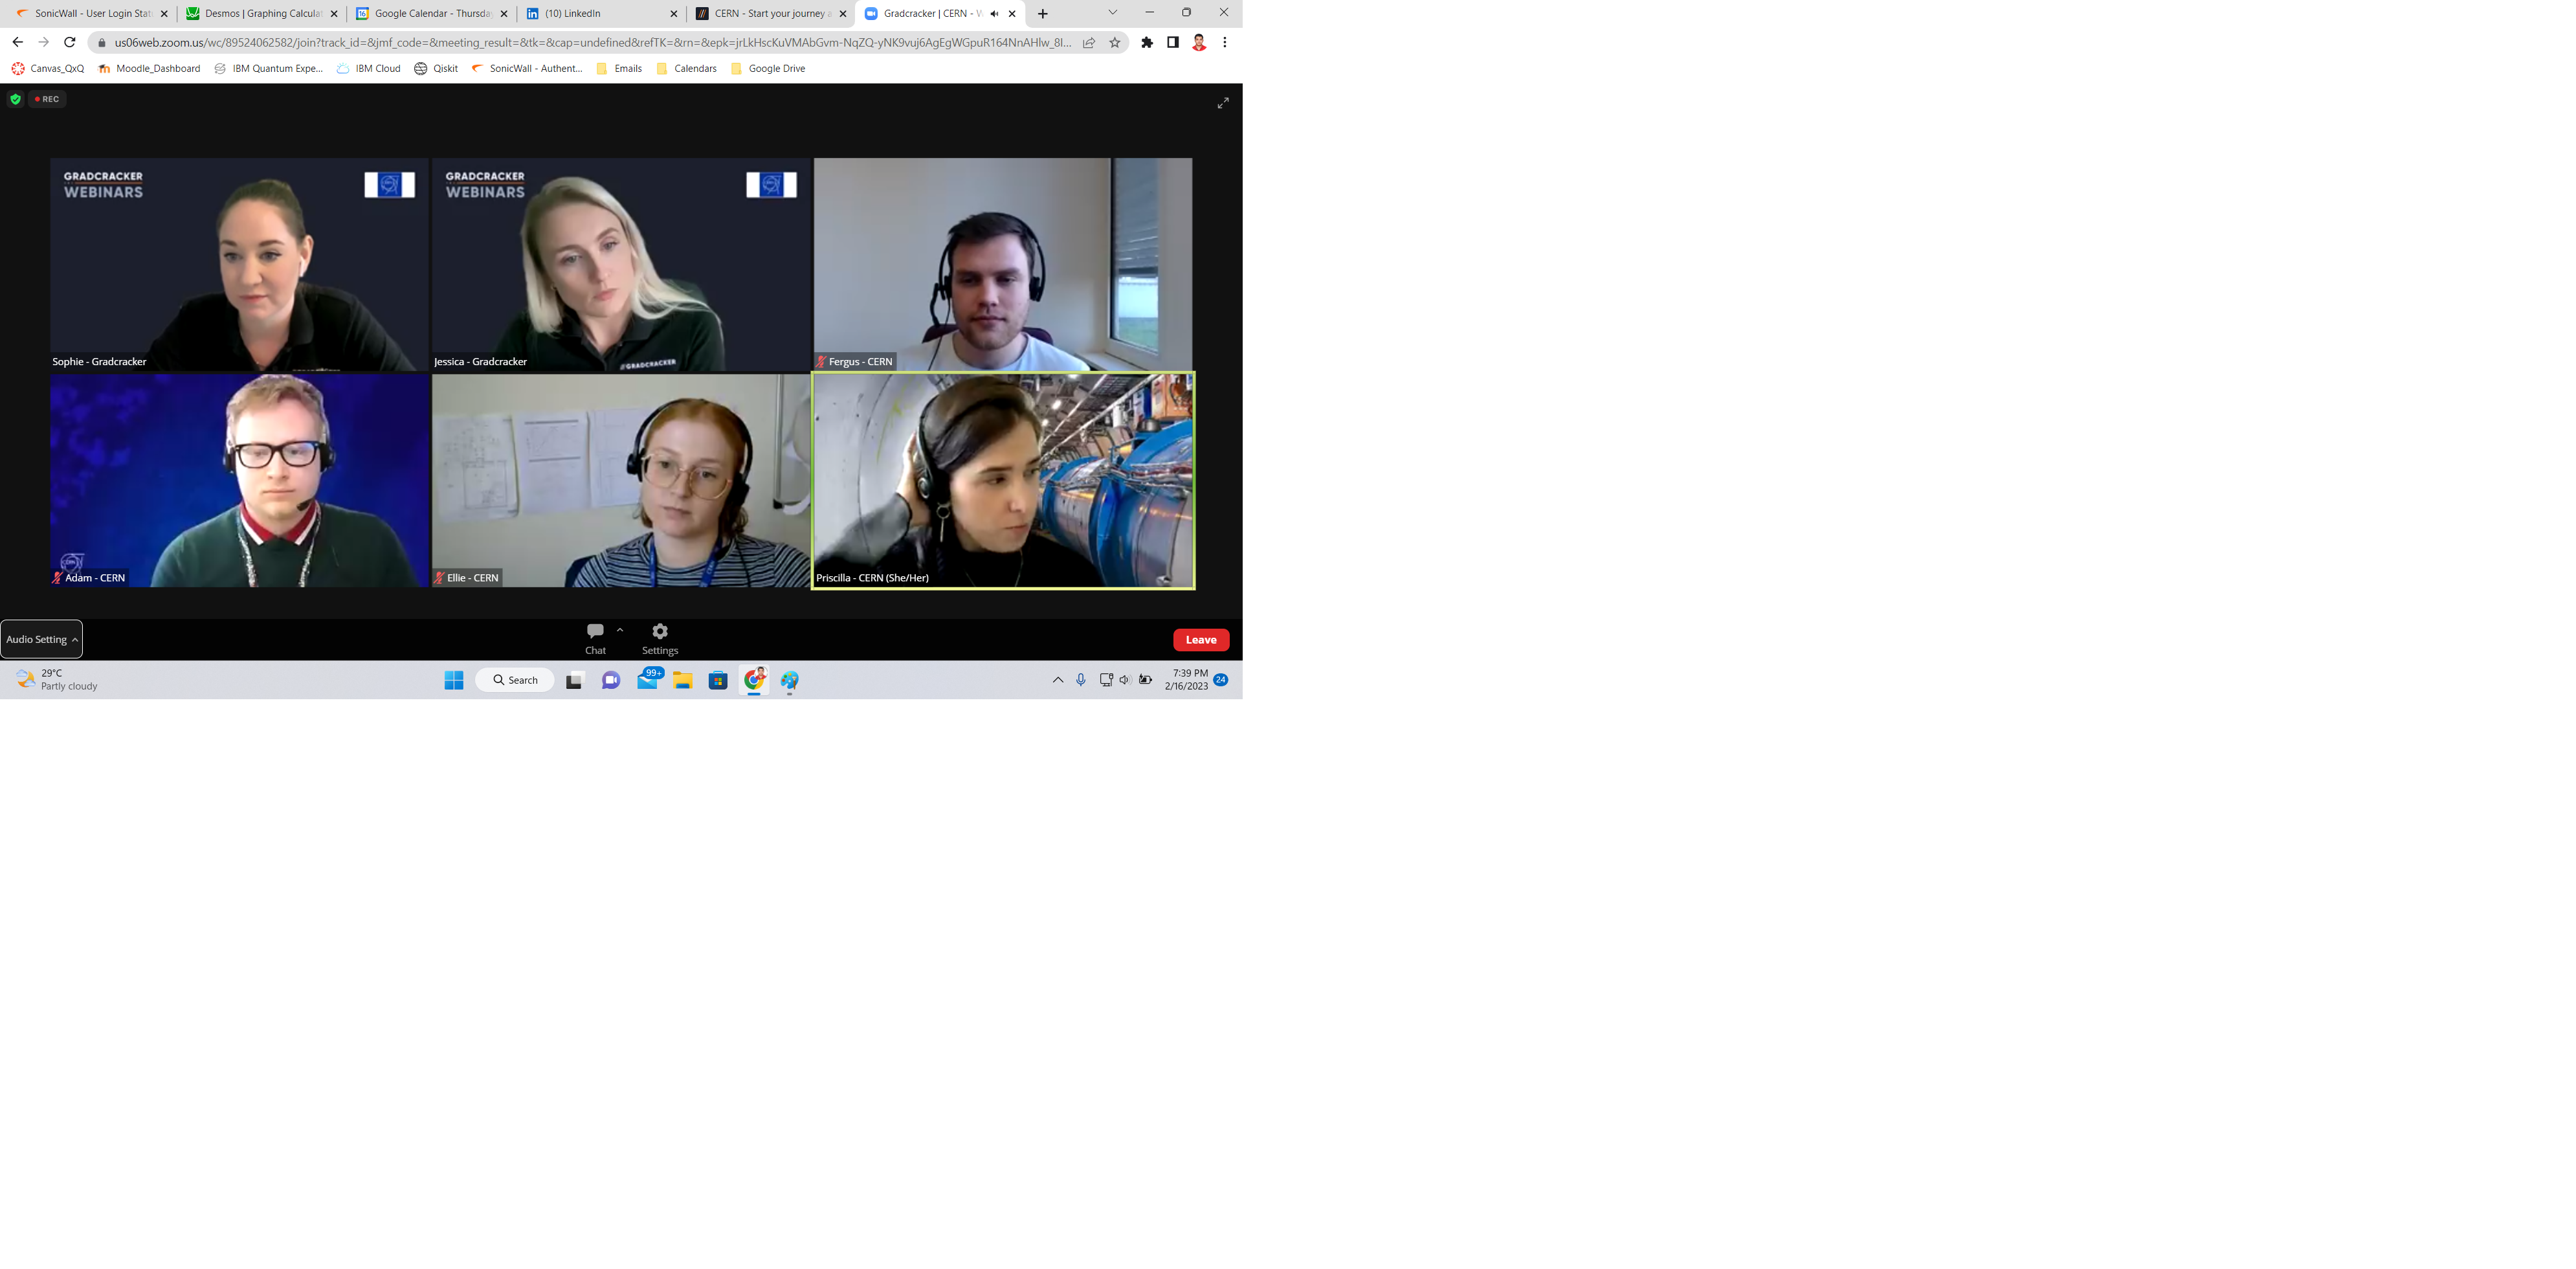 SonicWall - User Login Stat
Desmos | Graphing Calculat
Google Calendar - Thursday
(10) LinkedIn
CERN - Start your journey a
Gradcracker | CERN - W
us06web.zoom.us/wc/89524062582/join?track_id=&jmf_code=&meeting_result=&tk=&cap=undefined&refTK=&rn=&epk=jrLkHscKuVMAbGvm-NqZQ-yNK9vuj6AgEgWGpuR164NnAHlw_8I...
Canvas_QxQ
Moodle_Dashboard
IBM Quantum Expe...
IBM Cloud
Qiskit
SonicWall - Authent...
Emails
Calendars
Google Drive
REC
GRADCRACKER
WEBINARS
Sophie - Gradcracker
GRADCRACKER
WEBINARS
#GRADCRACKER
Jessica - Gradcracker
Fergus - CERN
Adam - CERN
Ellie - CERN
Priscilla - CERN (She/Her)
Audio Setting
Chat
Settings
Leave
29°C
Partly cloudy
Search
99+
7:39 PM
2/16/2023
24